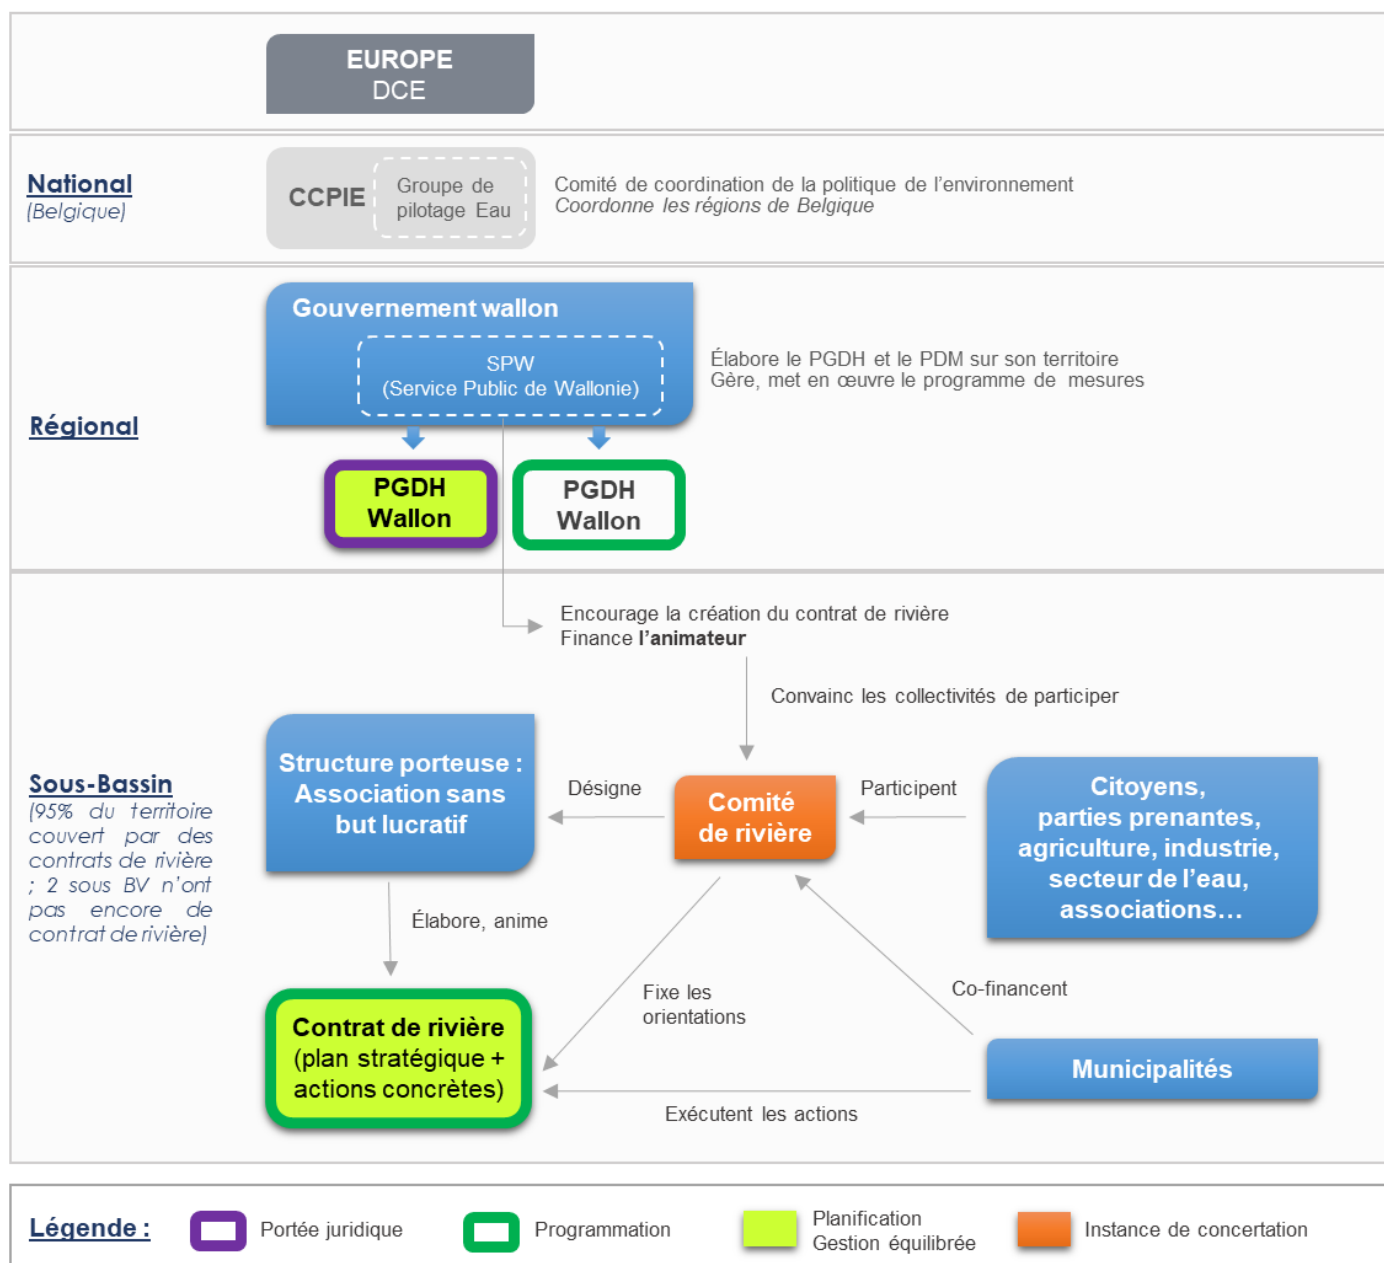 EUROPE
DCE
National
(Belgique)
CCPIE
Groupe de
pilotage Eau
Comité de coordination de la politique de l’environnement
Coordonne les régions de Belgique
Régional
Gouvernement wallon
SPW
(Service Public de Wallonie)
Élabore le PGDH et le PDM sur son territoire
Gère, met en œuvre le programme de mesures
PGDH
Wallon
PGDH
Wallon
Encourage la création du contrat de rivière
Finance l’animateur
Convainc les collectivités de participer
Sous-Bassin
(95% du territoire
couvert par des
contrats de rivière
; 2 sous BV n’ont
pas encore de
contrat de rivière)
Structure porteuse :
Association sans
but lucratif
Désigne
Comité
de rivière
Participent
Citoyens,
parties prenantes,
agriculture, industrie,
secteur de l’eau,
associations…
Élabore, anime
Fixe les
orientations
Co-financent
Contrat de rivière
(plan stratégique +
actions concrètes)
Municipalités
Exécutent les actions
Légende :
Portée juridique
Programmation
Planification
Gestion équilibrée
Instance de concertation